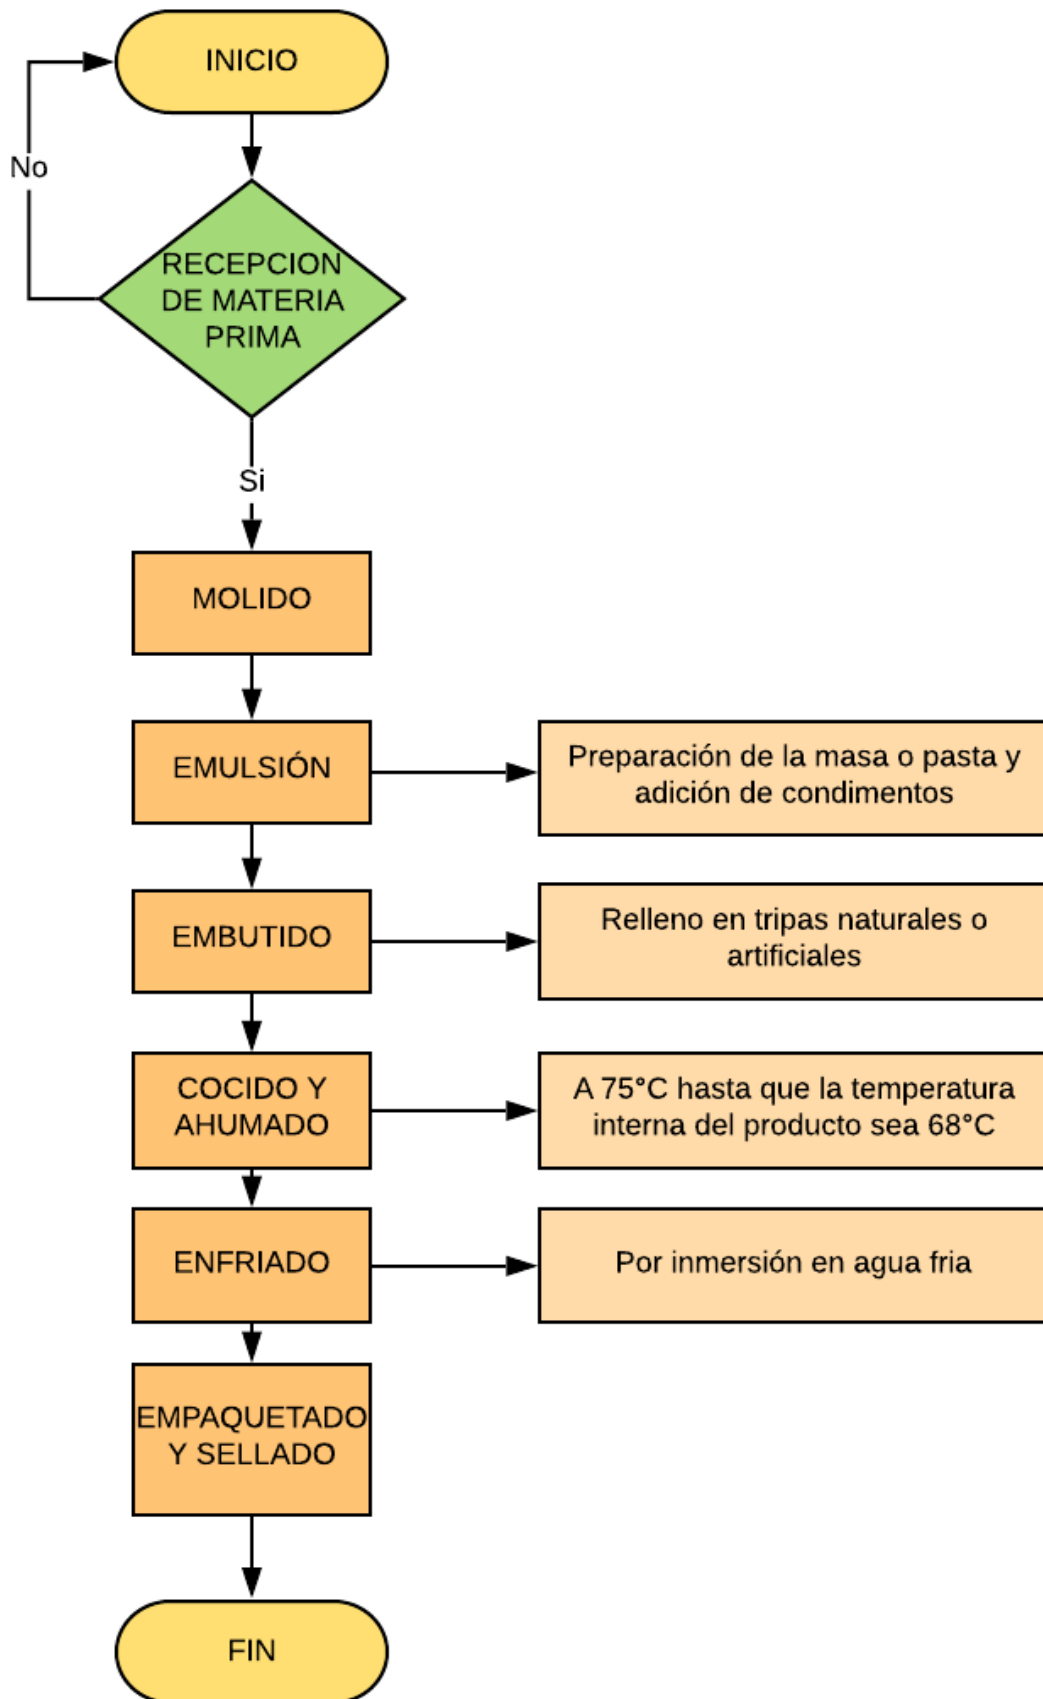 INICIO
No
RECEPCION
DE MATERIA
PRIMA
Si
MOLIDO
EMULSIÓN
Preparación de la masa o pasta y
adición de condimentos
EMBUTIDO
Relleno en tripas naturales o
artificiales
COCIDO Y
AHUMADO
A 75°C hasta que la temperatura
interna del producto sea 68°C
ENFRIADO
Por inmersión en agua fria
EMPAQUETADO
Y SELLADO
FIN